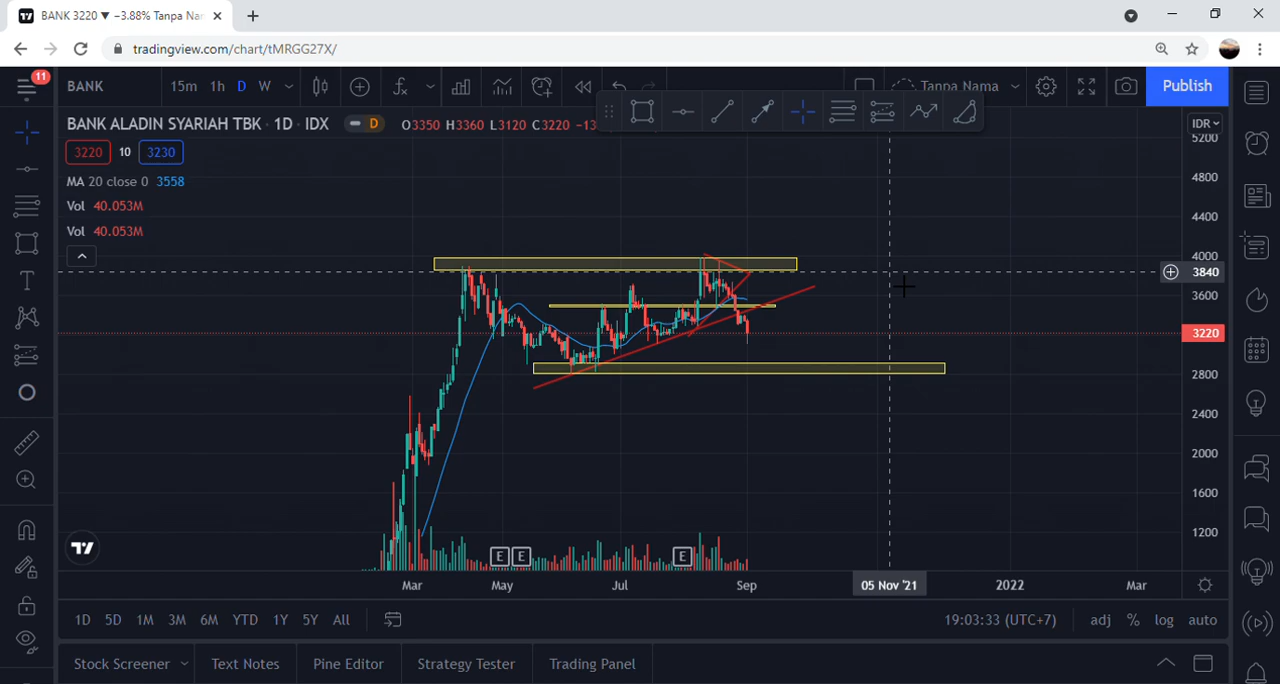 BANK 3220 ▼ −3.88% Tanpa Na
tradingview.com/chart/tMRGG27X/
11
BANK 15m 1h D W Tanpa Nama Publish
BANK ALADIN SYARIAH TBK · 1D · IDX D O3350 H3360 L3120 C3220 −13 IDR
3220 10 3230
MA 20 close 0 3558
Vol 40.053M
Vol 40.053M
5200
4800
4400
4000
3840
3600
3220
2800
2400
2000
1600
1200
E E E
Mar May Jul Sep 05 Nov '21 2022 Mar
1D 5D 1M 3M 6M YTD 1Y 5Y All 19:03:33 (UTC+7) adj % log auto
Stock Screener Text Notes Pine Editor Strategy Tester Trading Panel